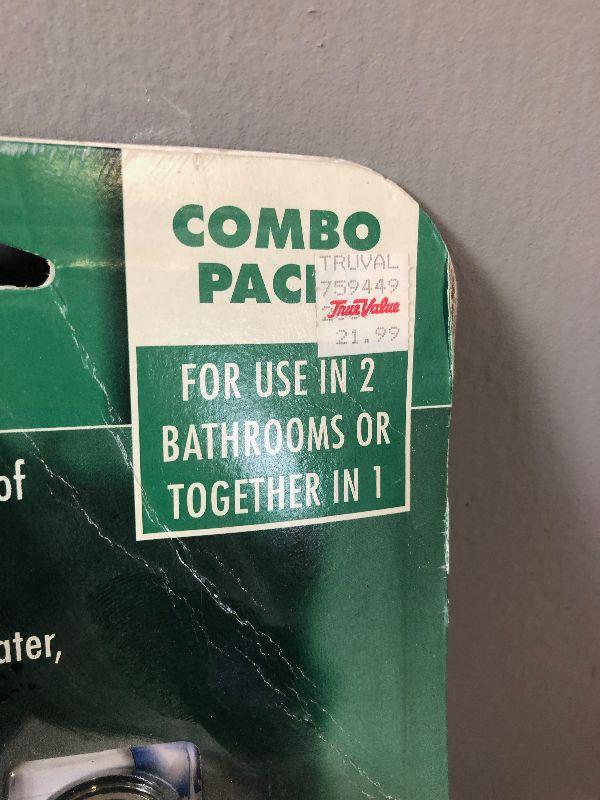 COMBO
PAC
TRUVAL
759449
True Value
21.99
FOR USE IN 2
BATHROOMS OR
TOGETHER IN 1
of
ater,